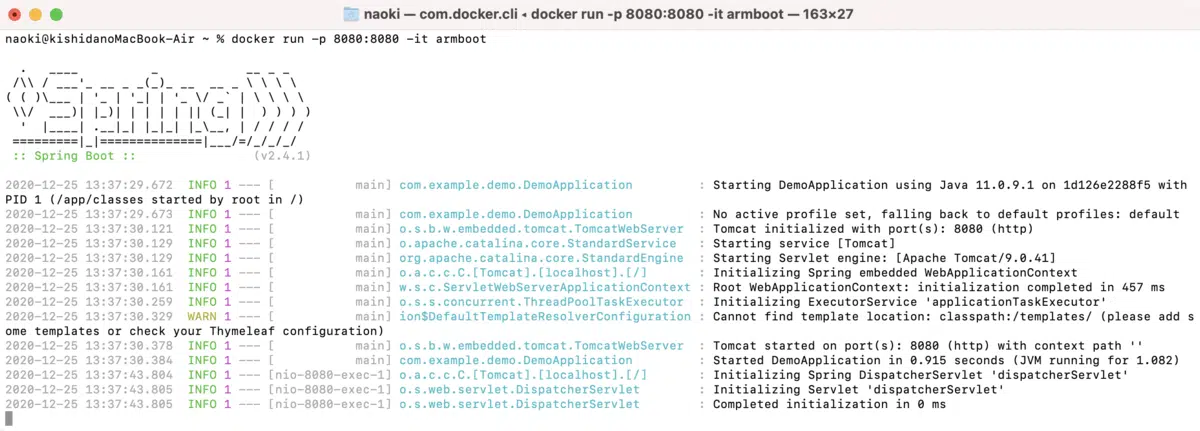 naoki — com.docker.cli ◂ docker run -p 8080:8080 -it armboot — 163×27
naoki@kishidanoMacBook-Air ~ % docker run -p 8080:8080 -it armboot
  .   ____          _            __ _ _
 /\\ / ___'_ __ _ _(_)_ __  __ _ \ \ \ \
( ( )\___ | '_ | '_| | '_ \/ _` | \ \ \ \
 \\/  ___)| |_)| | | | | || (_| |  ) ) ) )
  '  |____| .__|_| |_|_| |_\__, | / / / /
 =========|_|==============|___/=/_/_/_/
 :: Spring Boot ::                (v2.4.1)
2020-12-25 13:37:29.672  INFO 1 --- [           main] com.example.demo.DemoApplication         : Starting DemoApplication using Java 11.0.9.1 on 1d126e2288f5 with
PID 1 (/app/classes started by root in /)
2020-12-25 13:37:29.673  INFO 1 --- [           main] com.example.demo.DemoApplication         : No active profile set, falling back to default profiles: default
2020-12-25 13:37:30.121  INFO 1 --- [           main] o.s.b.w.embedded.tomcat.TomcatWebServer  : Tomcat initialized with port(s): 8080 (http)
2020-12-25 13:37:30.129  INFO 1 --- [           main] o.apache.catalina.core.StandardService   : Starting service [Tomcat]
2020-12-25 13:37:30.129  INFO 1 --- [           main] org.apache.catalina.core.StandardEngine  : Starting Servlet engine: [Apache Tomcat/9.0.41]
2020-12-25 13:37:30.161  INFO 1 --- [           main] o.a.c.c.C.[Tomcat].[localhost].[/]       : Initializing Spring embedded WebApplicationContext
2020-12-25 13:37:30.161  INFO 1 --- [           main] w.s.c.ServletWebServerApplicationContext : Root WebApplicationContext: initialization completed in 457 ms
2020-12-25 13:37:30.259  INFO 1 --- [           main] o.s.s.concurrent.ThreadPoolTaskExecutor  : Initializing ExecutorService 'applicationTaskExecutor'
2020-12-25 13:37:30.329  WARN 1 --- [           main] ion$DefaultTemplateResolverConfiguration : Cannot find template location: classpath:/templates/ (please add s
ome templates or check your Thymeleaf configuration)
2020-12-25 13:37:30.378  INFO 1 --- [           main] o.s.b.w.embedded.tomcat.TomcatWebServer  : Tomcat started on port(s): 8080 (http) with context path ''
2020-12-25 13:37:30.384  INFO 1 --- [           main] com.example.demo.DemoApplication         : Started DemoApplication in 0.915 seconds (JVM running for 1.082)
2020-12-25 13:37:43.804  INFO 1 --- [nio-8080-exec-1] o.a.c.c.C.[Tomcat].[localhost].[/]       : Initializing Spring DispatcherServlet 'dispatcherServlet'
2020-12-25 13:37:43.805  INFO 1 --- [nio-8080-exec-1] o.s.web.servlet.DispatcherServlet        : Initializing Servlet 'dispatcherServlet'
2020-12-25 13:37:43.805  INFO 1 --- [nio-8080-exec-1] o.s.web.servlet.DispatcherServlet        : Completed initialization in 0 ms